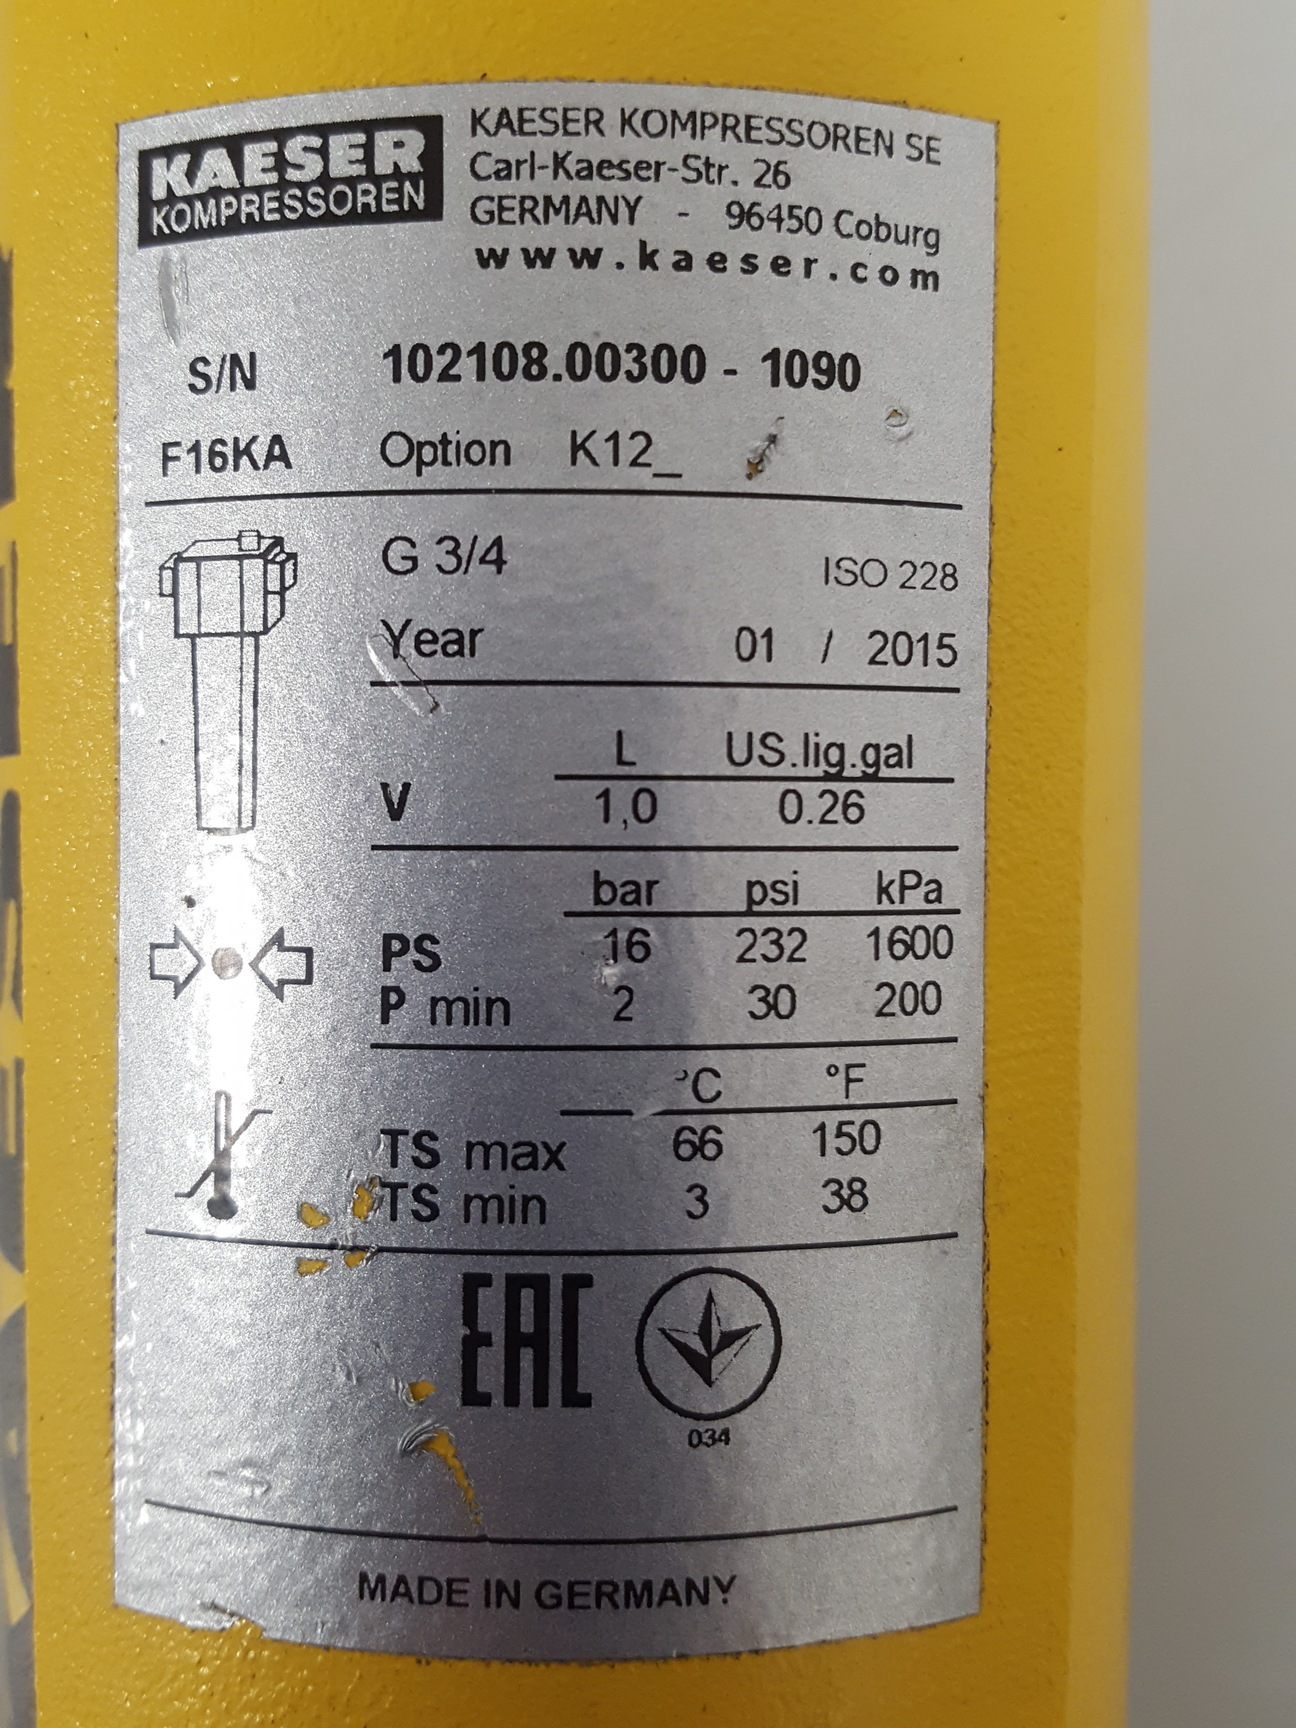 KAESER
KOMPRESSOREN
KAESER KOMPRESSOREN SE
Carl-Kaeser-Str. 26
GERMANY - 96450 Coburg
www.kaeser.com
S/N 102108.00300 - 1090
F16KA Option K12_
G 3/4 ISO 228
Year 01 / 2015
L US.lig.gal
V 1,0 0.26
bar psi kPa
PS 16 232 1600
P min 2 30 200
°C °F
TS max 66 150
TS min 3 38
EAC
034
MADE IN GERMANY